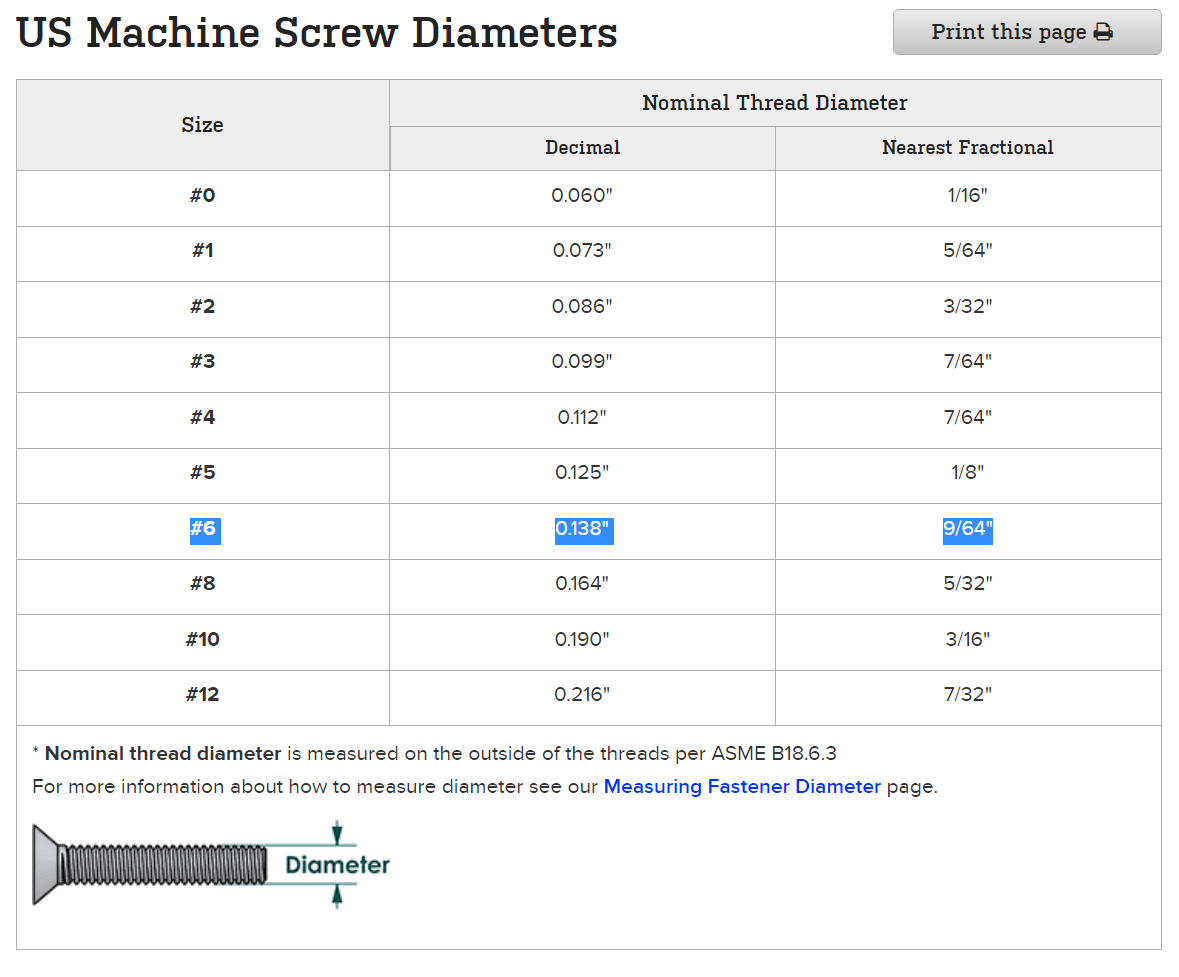 US Machine Screw Diameters
Print this page
Size
Nominal Thread Diameter
Decimal
Nearest Fractional
#0 0.060" 1/16"
#1 0.073" 5/64"
#2 0.086" 3/32"
#3 0.099" 7/64"
#4 0.112" 7/64"
#5 0.125" 1/8"
#6 0.138" 9/64"
#8 0.164" 5/32"
#10 0.190" 3/16"
#12 0.216" 7/32"
* Nominal thread diameter is measured on the outside of the threads per ASME B18.6.3
For more information about how to measure diameter see our Measuring Fastener Diameter page.
Diameter